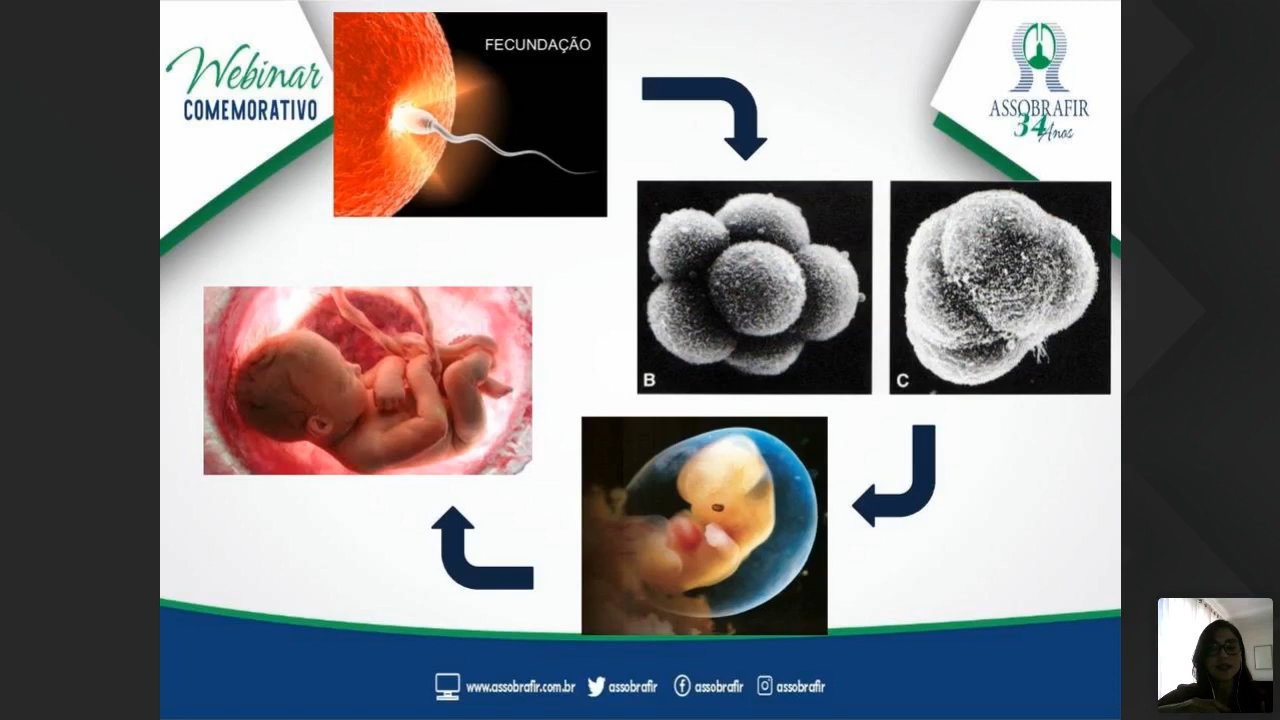 Webinar
COMEMORATIVO
FECUNDAÇÃO
ASSOBRAFIR
34 Anos
B
C
www.assobrafir.com.br assobrafir assobrafir assobrafir